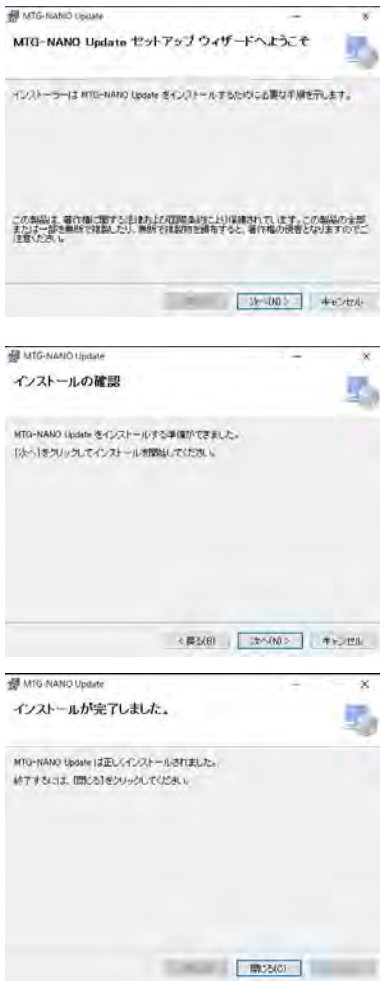 MTG-NANO Update
MTG-NANO Update セットアップ ウィザードへようこそ
インストーラーは MTG-NANO Update をインストールするために必要な手順を示します。
この製品は、著作権に関する法律および国際条約により保護されています。この製品の全部
または一部を無断で複製したり、無断で複製物を頒布すると、著作権の侵害となりますのでご
注意ください。
次へ(N) >
キャンセル
MTG-NANO Update
インストールの確認
MTG-NANO Update をインストールする準備ができました。
[次へ]をクリックしてインストールを開始してください。
< 戻る(B)
次へ(N) >
キャンセル
MTG-NANO Update
インストールが完了しました。
MTG-NANO Update は正しくインストールされました。
終了するには、[閉じる]をクリックしてください。
閉じる(C)